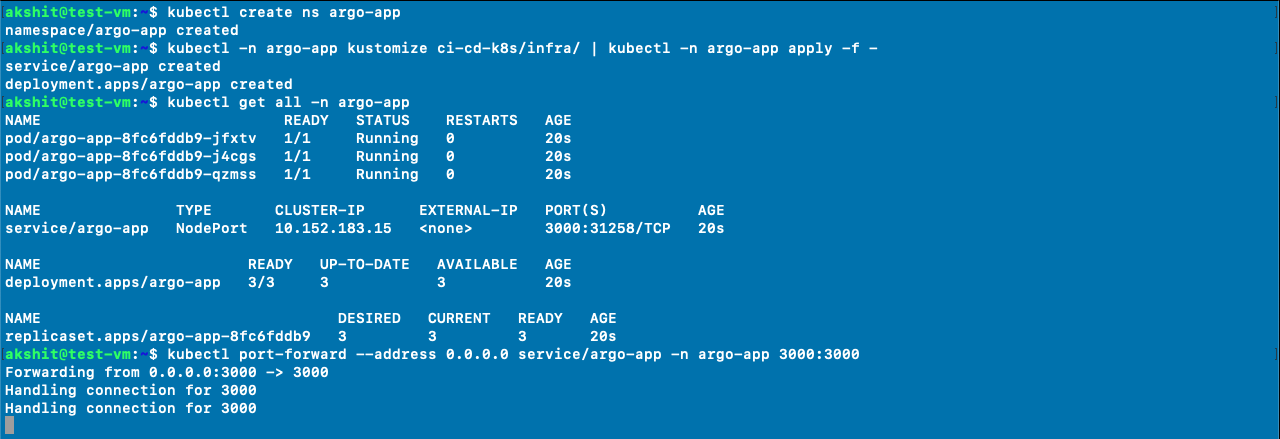 akshit@test-vm:~$ kubectl create ns argo-app
namespace/argo-app created
akshit@test-vm:~$ kubectl -n argo-app kustomize ci-cd-k8s/infra/ | kubectl -n argo-app apply -f -
service/argo-app created
deployment.apps/argo-app created
akshit@test-vm:~$ kubectl get all -n argo-app
NAME                           READY   STATUS    RESTARTS   AGE
pod/argo-app-8fc6fddb9-jfxtv   1/1     Running   0          20s
pod/argo-app-8fc6fddb9-j4cgs   1/1     Running   0          20s
pod/argo-app-8fc6fddb9-qzmss   1/1     Running   0          20s

NAME               TYPE       CLUSTER-IP      EXTERNAL-IP   PORT(S)          AGE
service/argo-app   NodePort   10.152.183.15   <none>        3000:31258/TCP   20s

NAME                       READY   UP-TO-DATE   AVAILABLE   AGE
deployment.apps/argo-app   3/3     3            3           20s

NAME                                 DESIRED   CURRENT   READY   AGE
replicaset.apps/argo-app-8fc6fddb9   3         3         3       20s
akshit@test-vm:~$ kubectl port-forward --address 0.0.0.0 service/argo-app -n argo-app 3000:3000
Forwarding from 0.0.0.0:3000 -> 3000
Handling connection for 3000
Handling connection for 3000